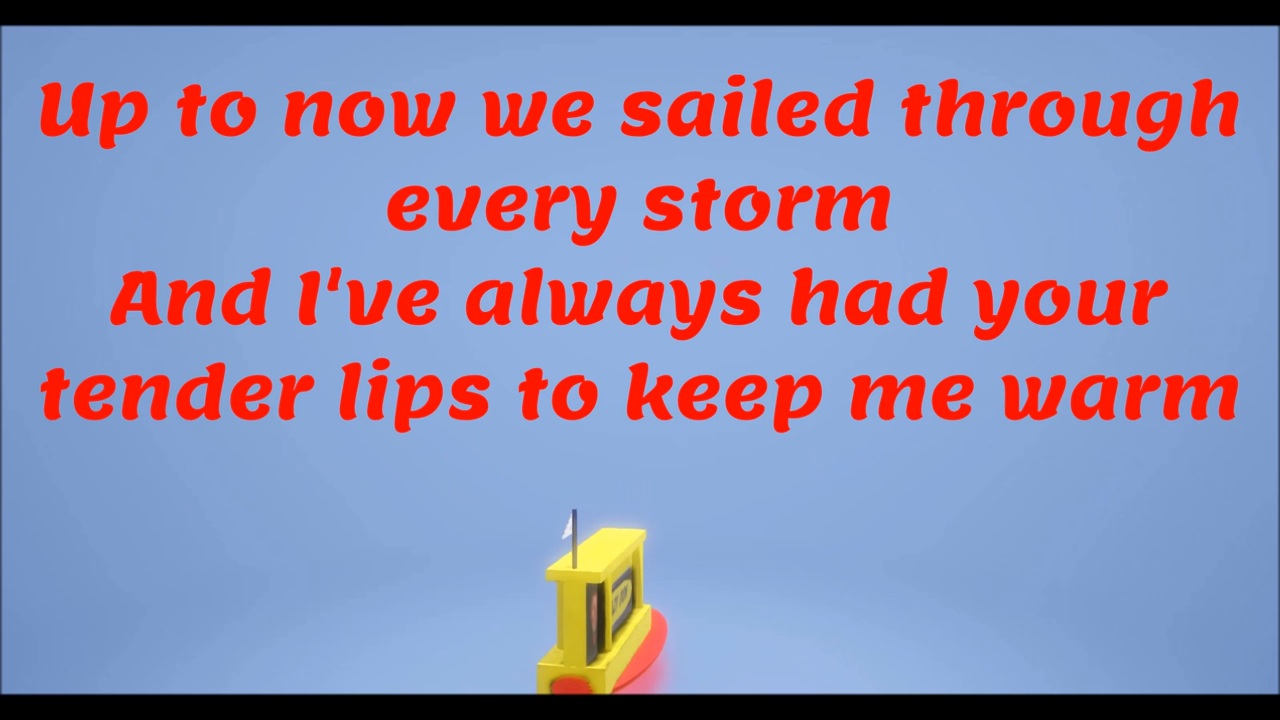 Up to now we sailed through
every storm
And I've always had your
tender lips to keep me warm